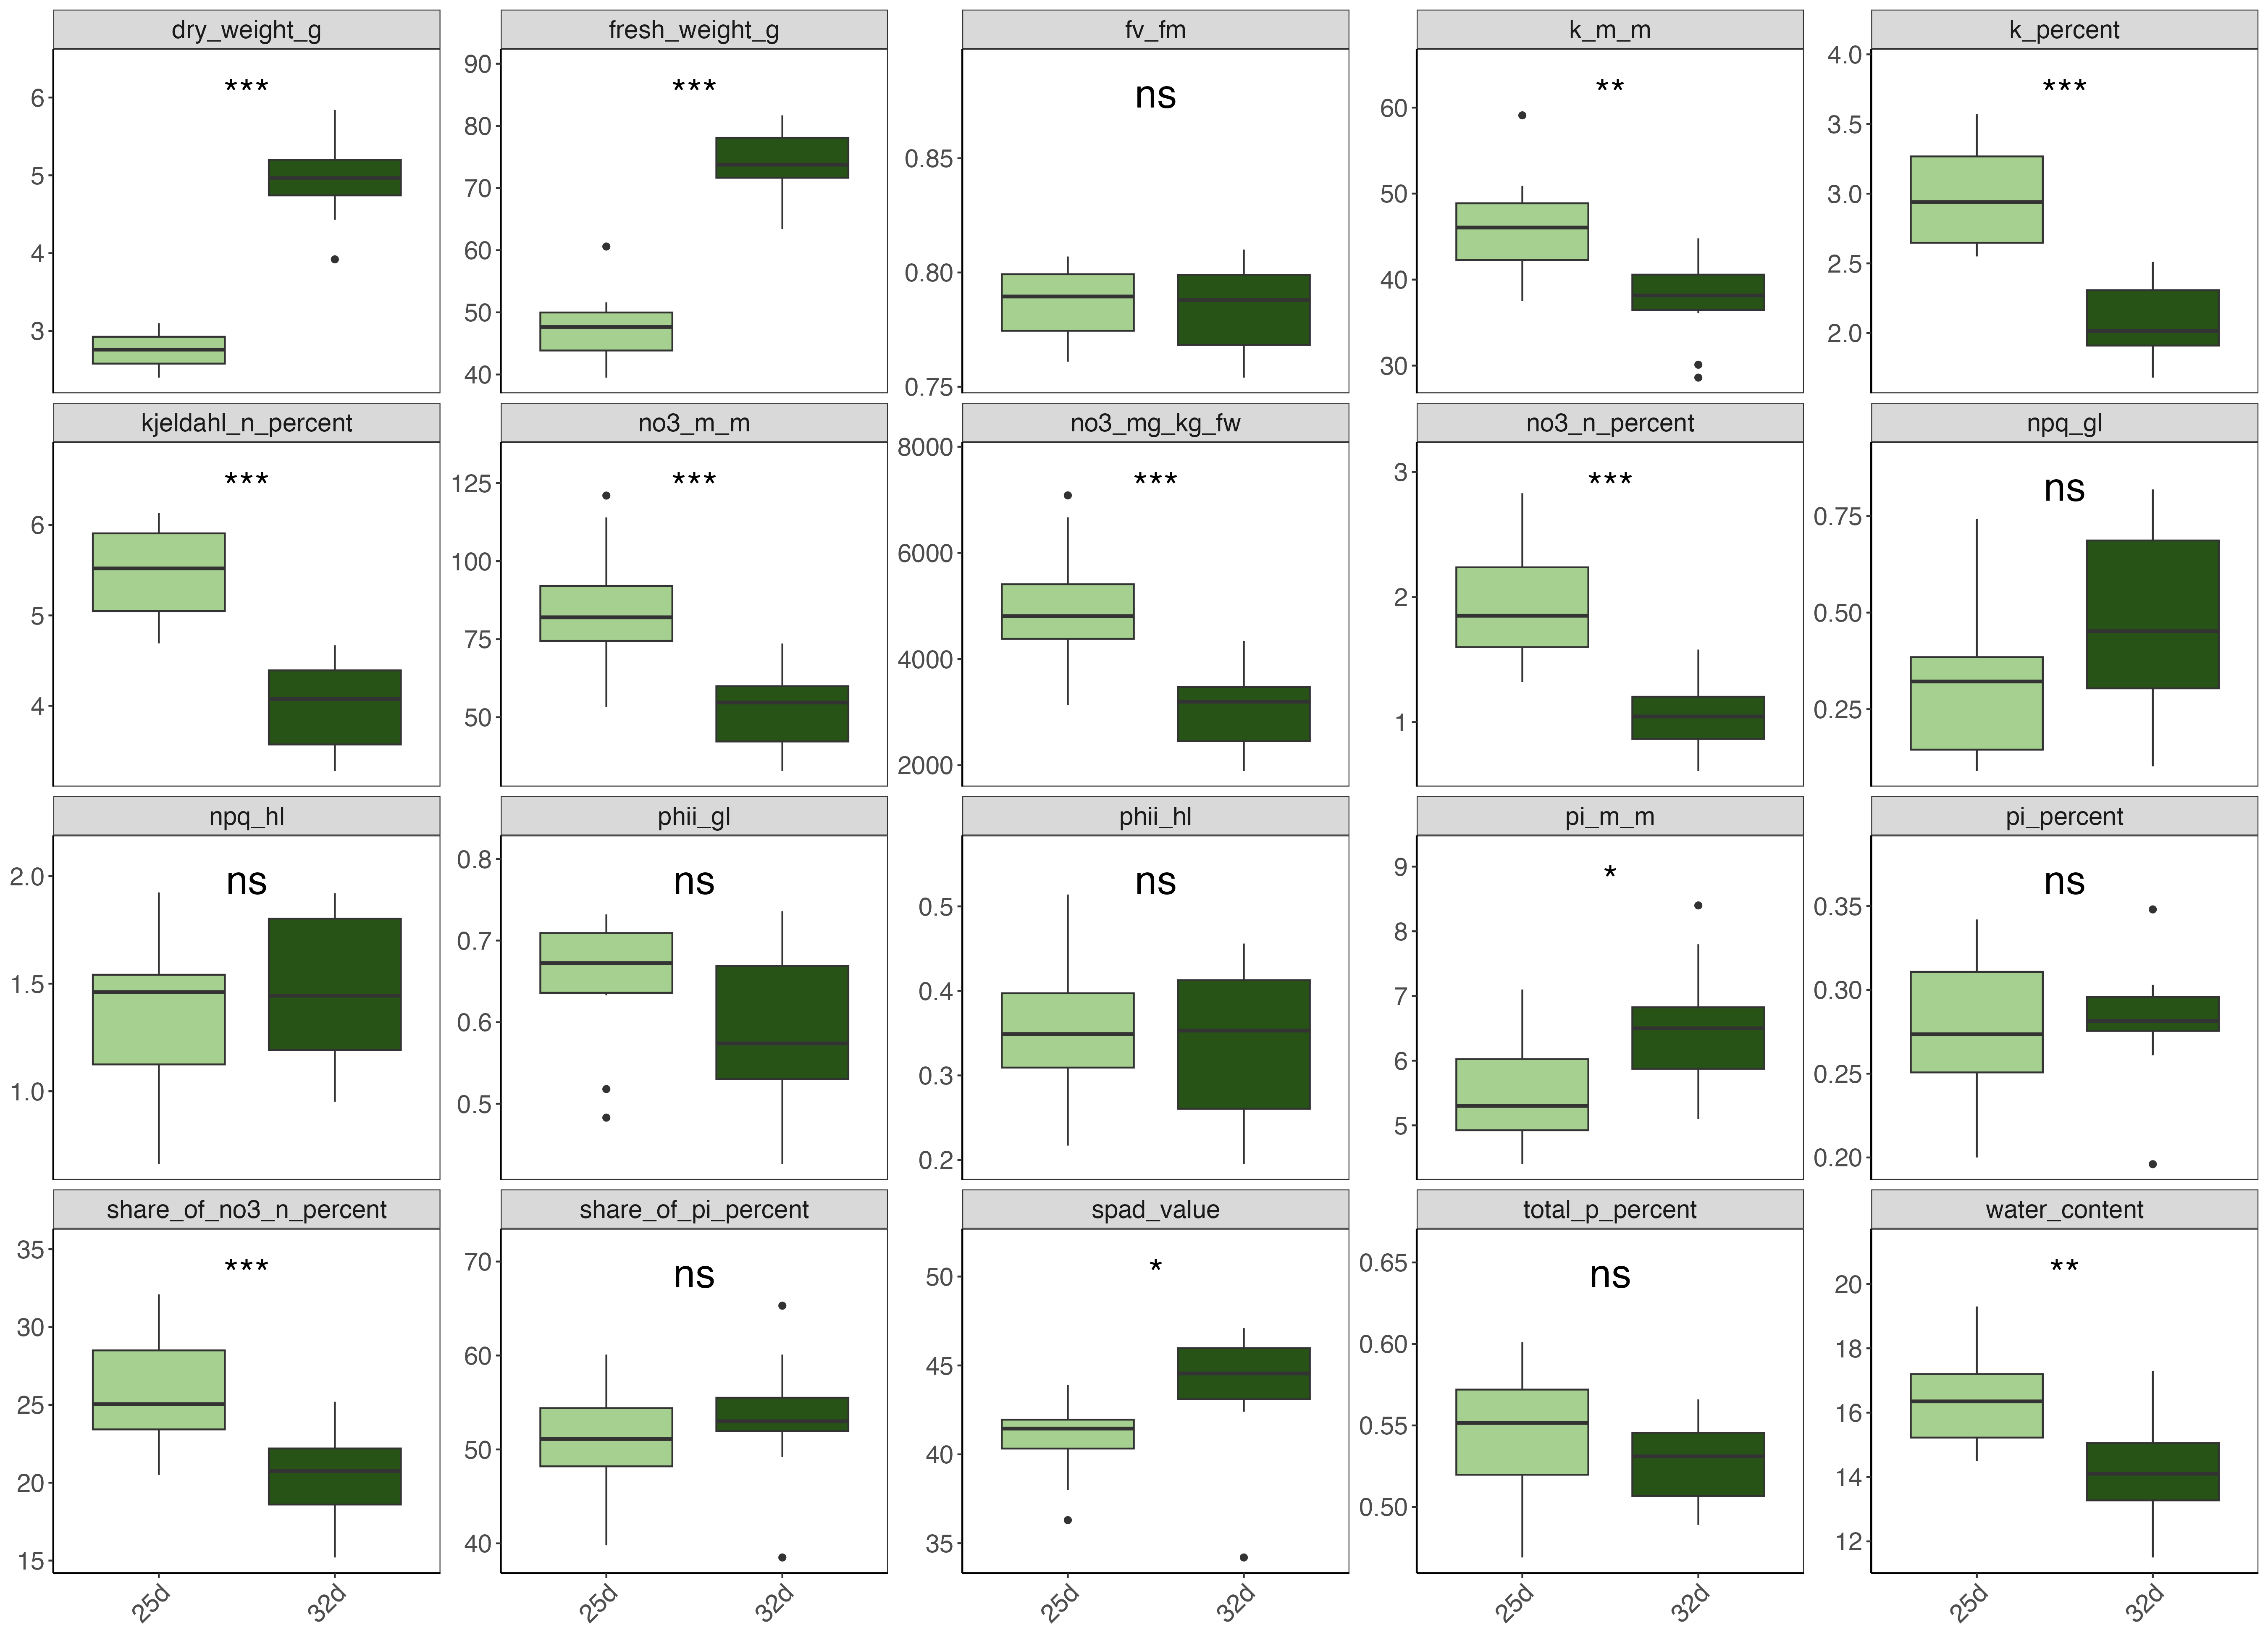 dry_weight_g
fresh_weight_g
fv_fm
k_m_m
k_percent
***
6
5
4
3
***
90
80
70
60
50
40
ns
0.85
0.80
0.75
**
60
50
40
30
***
4.0
3.5
3.0
2.5
2.0
kjeldahl_n_percent
no3_m_m
no3_mg_kg_fw
no3_n_percent
npq_gl
***
6
5
4
***
125
100
75
50
***
8000
6000
4000
2000
***
3
2
1
ns
0.75
0.50
0.25
npq_hl
phii_gl
phii_hl
pi_m_m
pi_percent
ns
2.0
1.5
1.0
ns
0.8
0.7
0.6
0.5
ns
0.5
0.4
0.3
0.2
*
9
8
7
6
5
ns
0.35
0.30
0.25
0.20
share_of_no3_n_percent
share_of_pi_percent
spad_value
total_p_percent
water_content
***
35
30
25
20
15
ns
70
60
50
40
*
50
45
40
35
ns
0.65
0.60
0.55
0.50
**
20
18
16
14
12
25d
32d
25d
32d
25d
32d
25d
32d
25d
32d